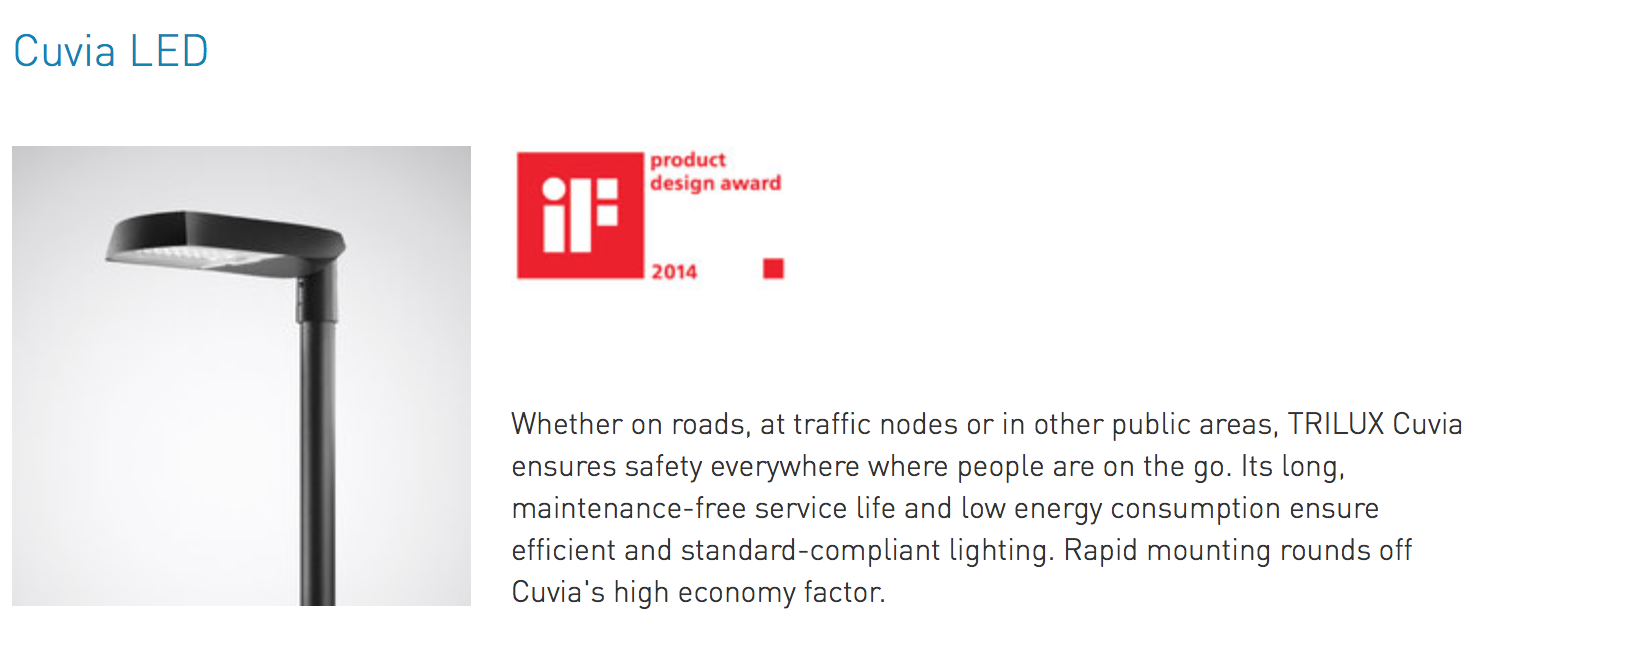 Cuvia LED
iF
product
design award
2014
Whether on roads, at traffic nodes or in other public areas, TRILUX Cuvia
ensures safety everywhere where people are on the go. Its long,
maintenance-free service life and low energy consumption ensure
efficient and standard-compliant lighting. Rapid mounting rounds off
Cuvia's high economy factor.